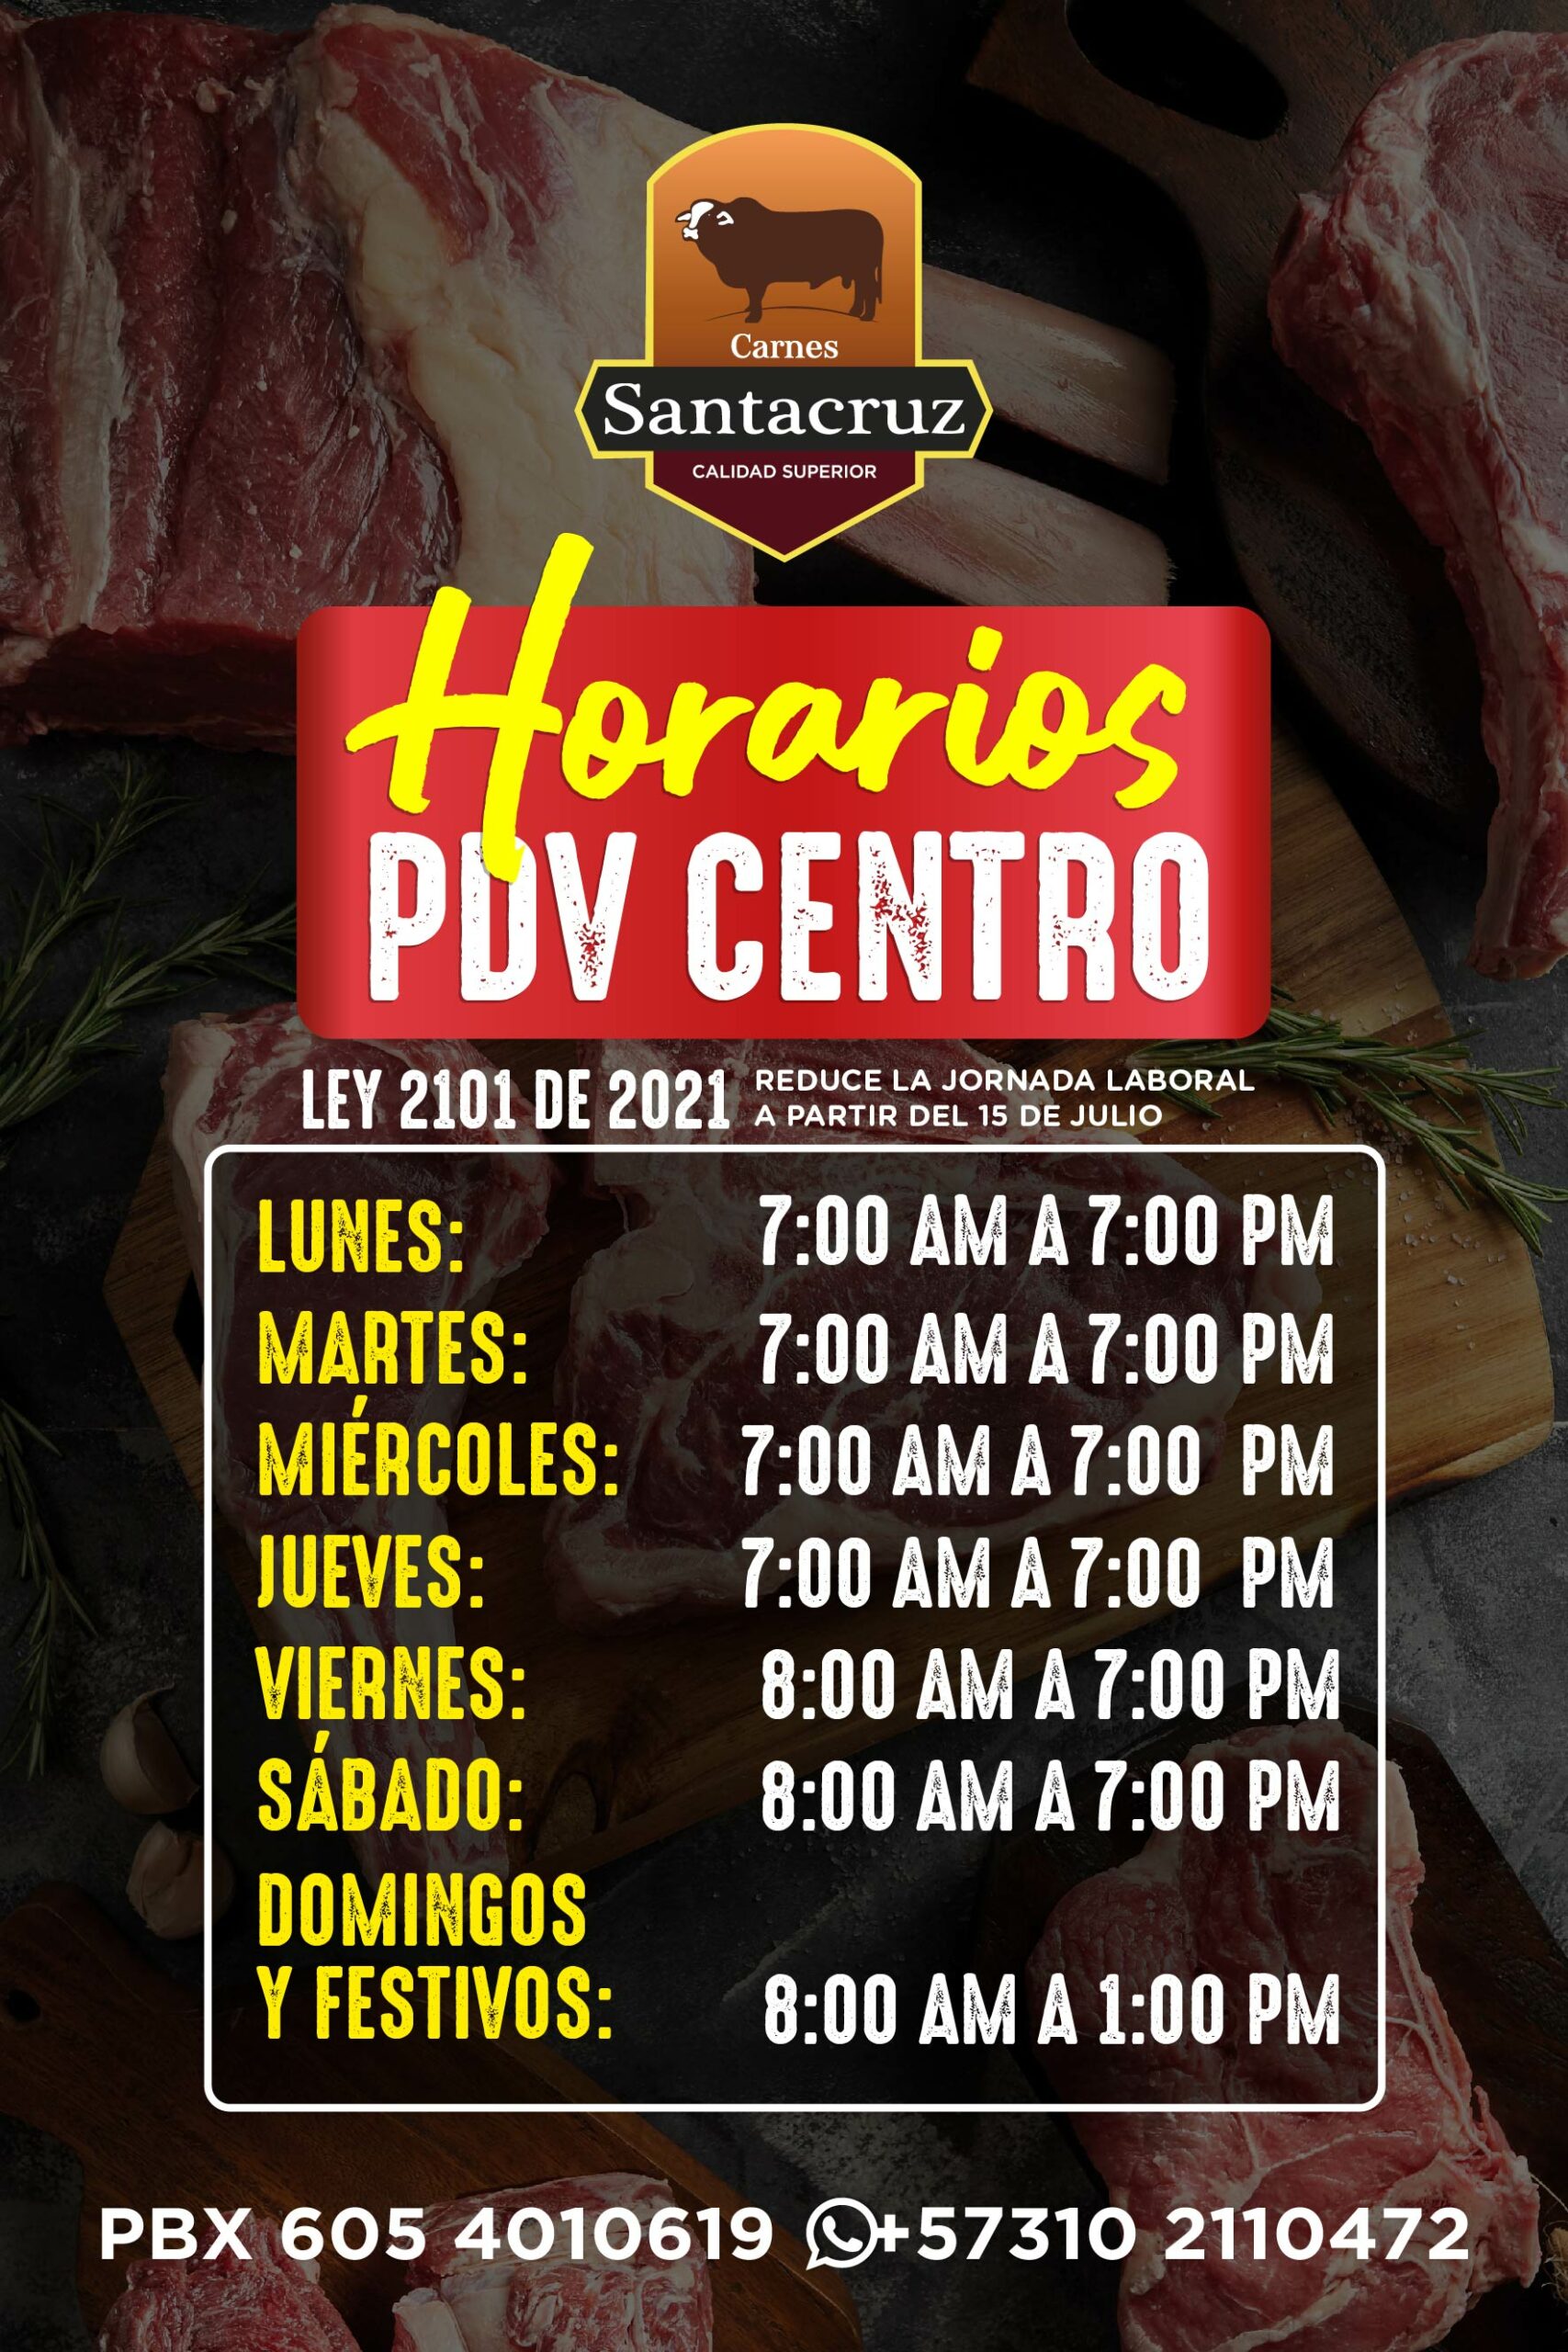 Carnes
Santacruz
CALIDAD SUPERIOR
Horarios
PDV CENTRO
LEY 2101 DE 2021 REDUCE LA JORNADA LABORAL
A PARTIR DEL 15 DE JULIO
LUNES: 7:00 AM A 7:00 PM
MARTES: 7:00 AM A 7:00 PM
MIÉRCOLES: 7:00 AM A 7:00 PM
JUEVES: 7:00 AM A 7:00 PM
VIERNES: 8:00 AM A 7:00 PM
SÁBADO: 8:00 AM A 7:00 PM
DOMINGOS
Y FESTIVOS: 8:00 AM A 1:00 PM
PBX 605 4010619 +57310 2110472